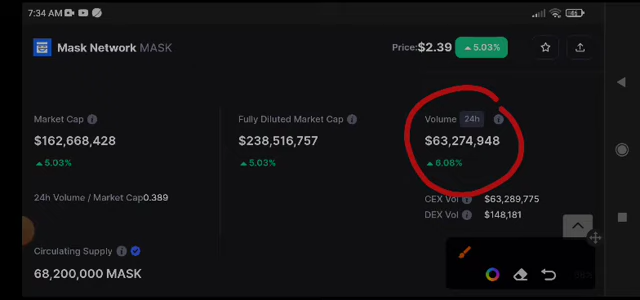 7:34 AM
Mask Network MASK
Price:$2.39 5.03%
Market Cap
$162,668,428
5.03%
Fully Diluted Market Cap
$238,516,757
5.03%
Volume 24h
$63,274,948
6.08%
24h Volume / Market Cap0.389
CEX Vol $63,289,775
DEX Vol $148,181
Circulating Supply
68,200,000 MASK